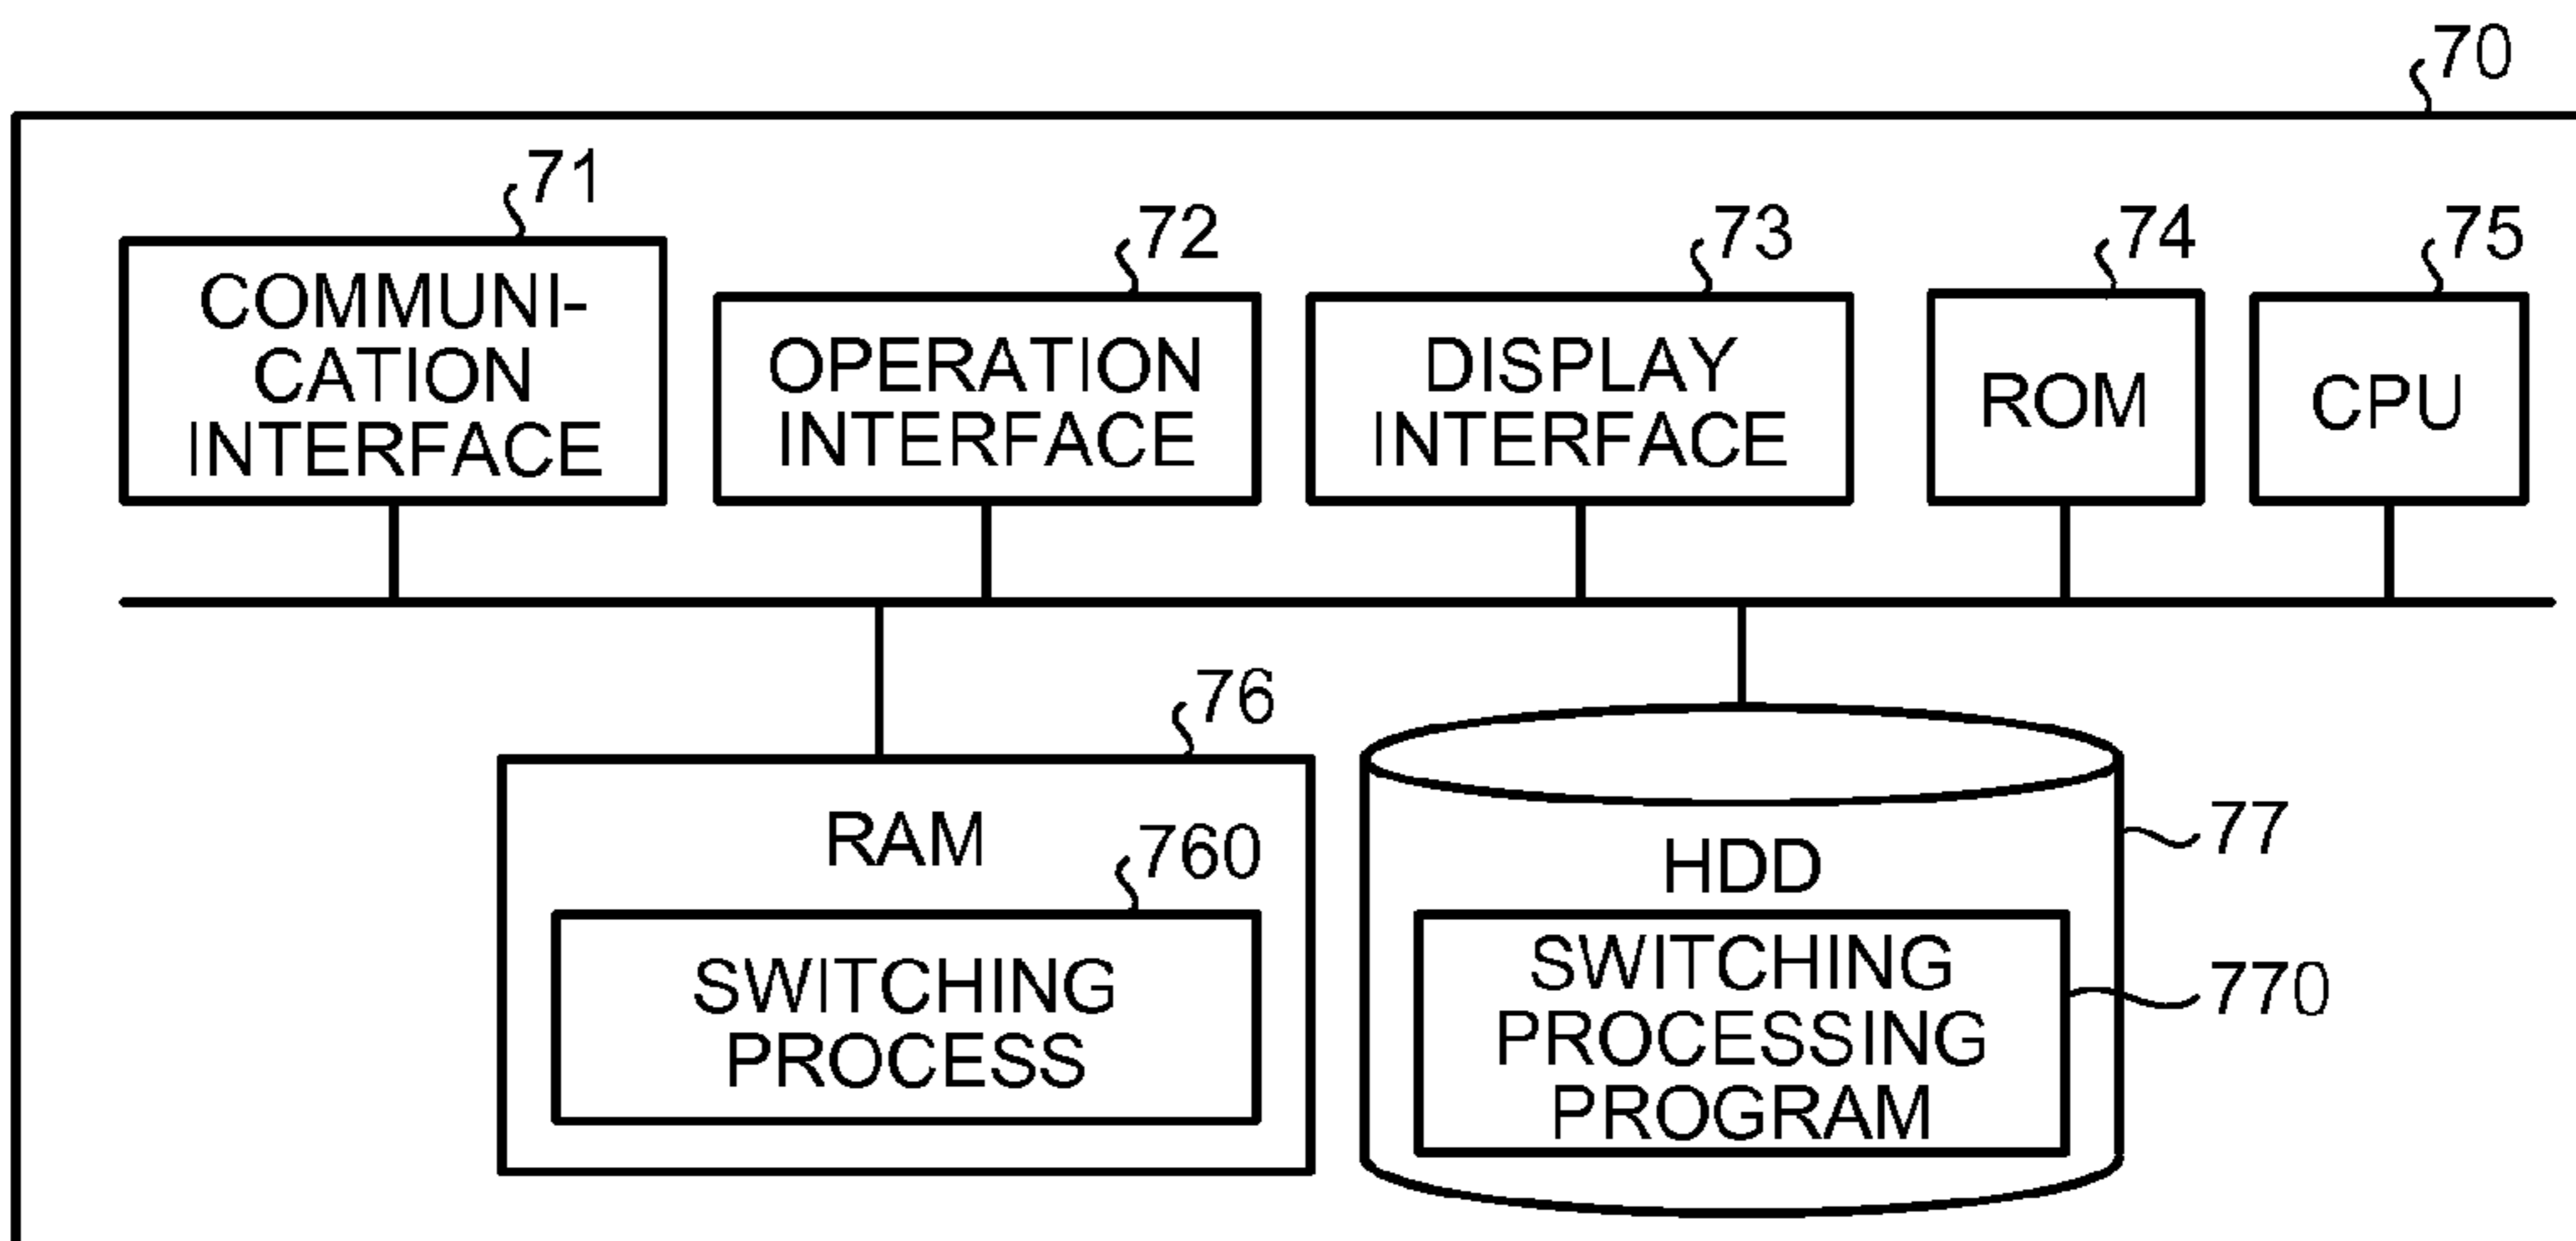 70
71
COMMUNI-
CATION
INTERFACE
72
OPERATION
INTERFACE
73
DISPLAY
INTERFACE
74
ROM
75
CPU
76
RAM
760
SWITCHING
PROCESS
77
HDD
770
SWITCHING
PROCESSING
PROGRAM